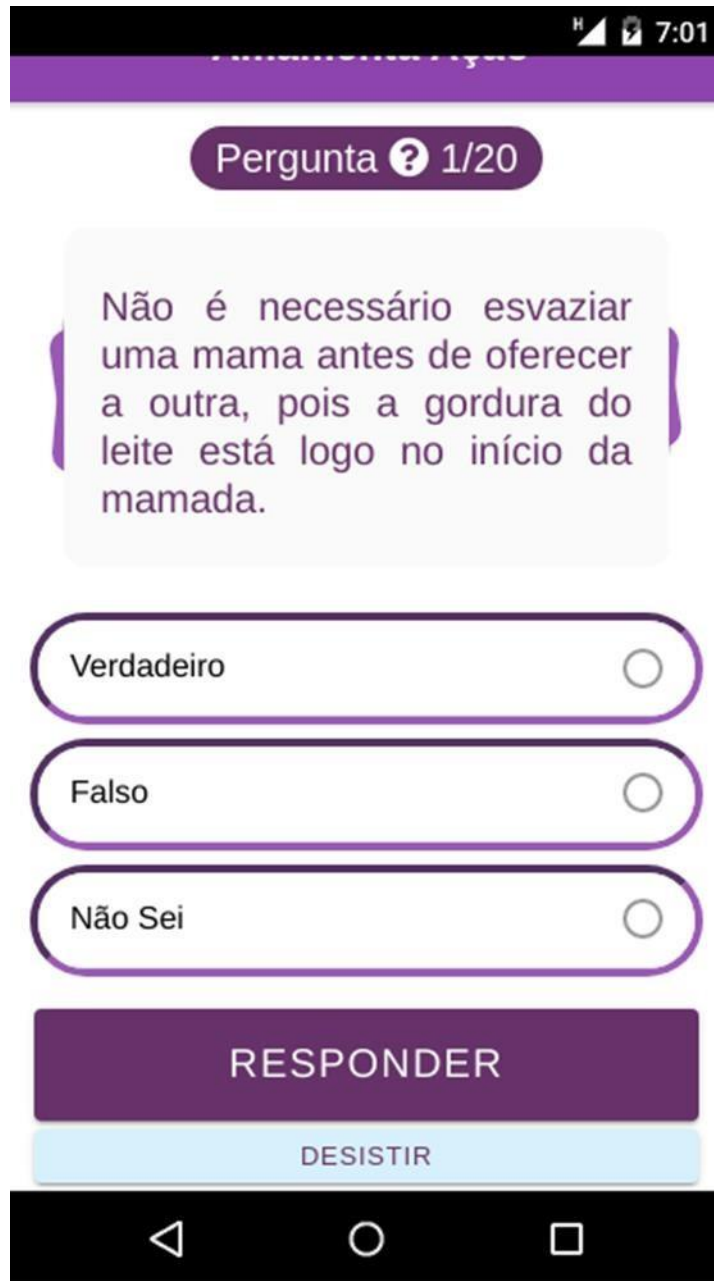 H 7:01
Pergunta ? 1/20
Não é necessário esvaziar
uma mama antes de oferecer
a outra, pois a gordura do
leite está logo no início da
mamada.
Verdadeiro
Falso
Não Sei
RESPONDER
DESISTIR